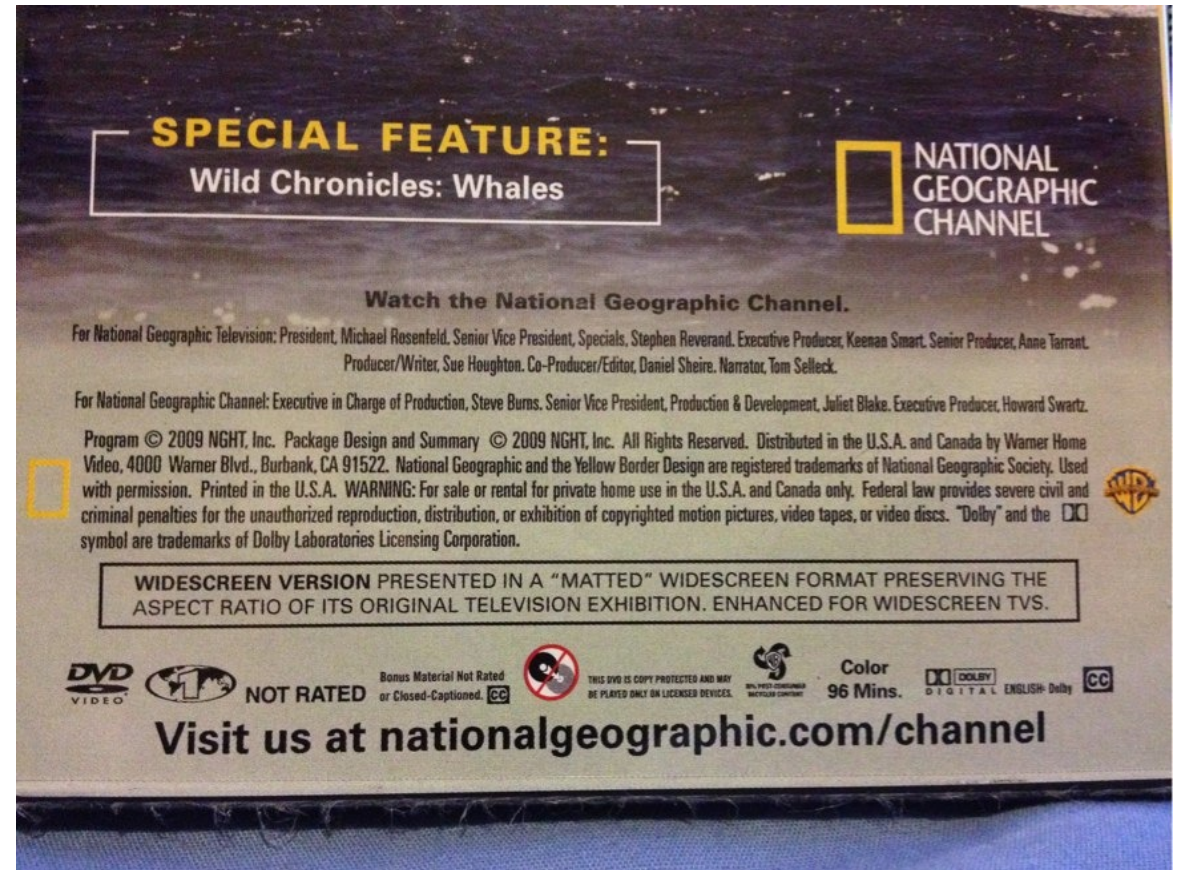 SPECIAL FEATURE:
Wild Chronicles: Whales
NATIONAL
GEOGRAPHIC
CHANNEL
Watch the National Geographic Channel.
For National Geographic Television: President, Michael Rosenfeld. Senior Vice President, Specials, Stephen Reverand. Executive Producer, Keenan Smart. Senior Producer, Anne Tarrant.
Producer/Writer, Sue Houghton. Co-Producer/Editor, Daniel Sheire. Narrator, Tom Selleck.
For National Geographic Channel: Executive in Charge of Production, Steve Burns. Senior Vice President, Production & Development, Juliet Blake. Executive Producer, Howard Swartz.
Program © 2009 NGHT, Inc. Package Design and Summary © 2009 NGHT, Inc. All Rights Reserved. Distributed in the U.S.A. and Canada by Warner Home
Video, 4000 Warner Blvd., Burbank, CA 91522. National Geographic and the Yellow Border Design are registered trademarks of National Geographic Society. Used
with permission. Printed in the U.S.A. WARNING: For sale or rental for private home use in the U.S.A. and Canada only. Federal law provides severe civil and
criminal penalties for the unauthorized reproduction, distribution, or exhibition of copyrighted motion pictures, video tapes, or video discs. "Dolby" and the
symbol are trademarks of Dolby Laboratories Licensing Corporation.
WB
WIDESCREEN VERSION PRESENTED IN A "MATTED" WIDESCREEN FORMAT PRESERVING THE
ASPECT RATIO OF ITS ORIGINAL TELEVISION EXHIBITION. ENHANCED FOR WIDESCREEN TVS.
DVD
VIDEO
1
NOT RATED
Bonus Material Not Rated
or Closed-Captioned. CC
THIS DVD IS COPY PROTECTED AND MAY
BE PLAYED ONLY ON LICENSED DEVICES.
POST-CONSUMER
RECYCLED CONTENT
Color
96 Mins.
DOLBY
DIGITAL
ENGLISH: Dolby
CC
Visit us at nationalgeographic.com/channel